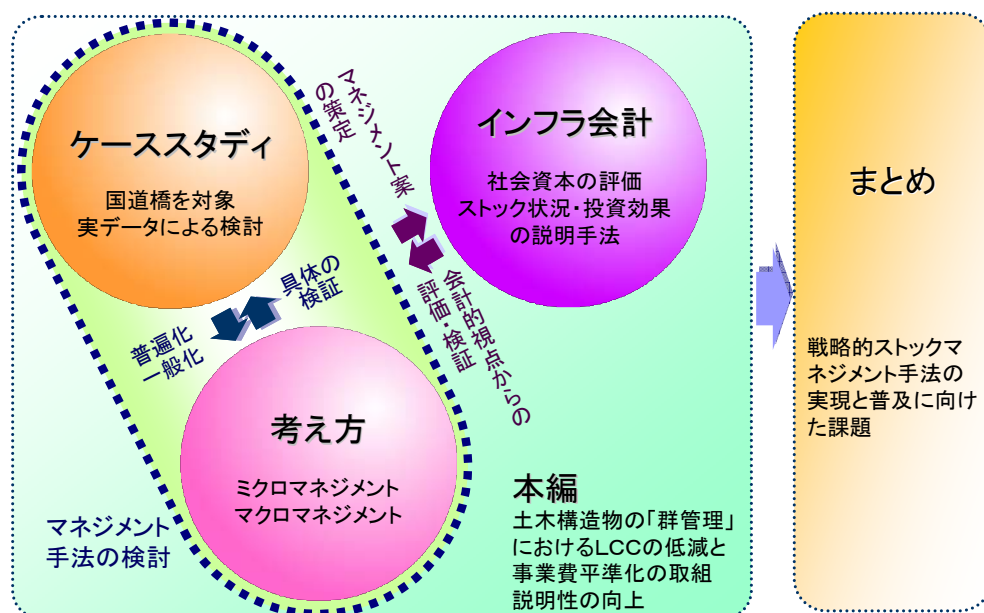 ケーススタディ
国道橋を対象
実データによる検討
マネジメント案
の策定
インフラ会計
社会資本の評価
ストック状況・投資効果
の説明手法
具体の
検証
普遍化
一般化
会計的視点からの
評価・検証
考え方
ミクロマネジメント
マクロマネジメント
マネジメント
手法の検討
本編
土木構造物の「群管理」
におけるLCCの低減と
事業費平準化の取組
説明性の向上
まとめ
戦略的ストックマ
ネジメント手法の
実現と普及に向け
た課題